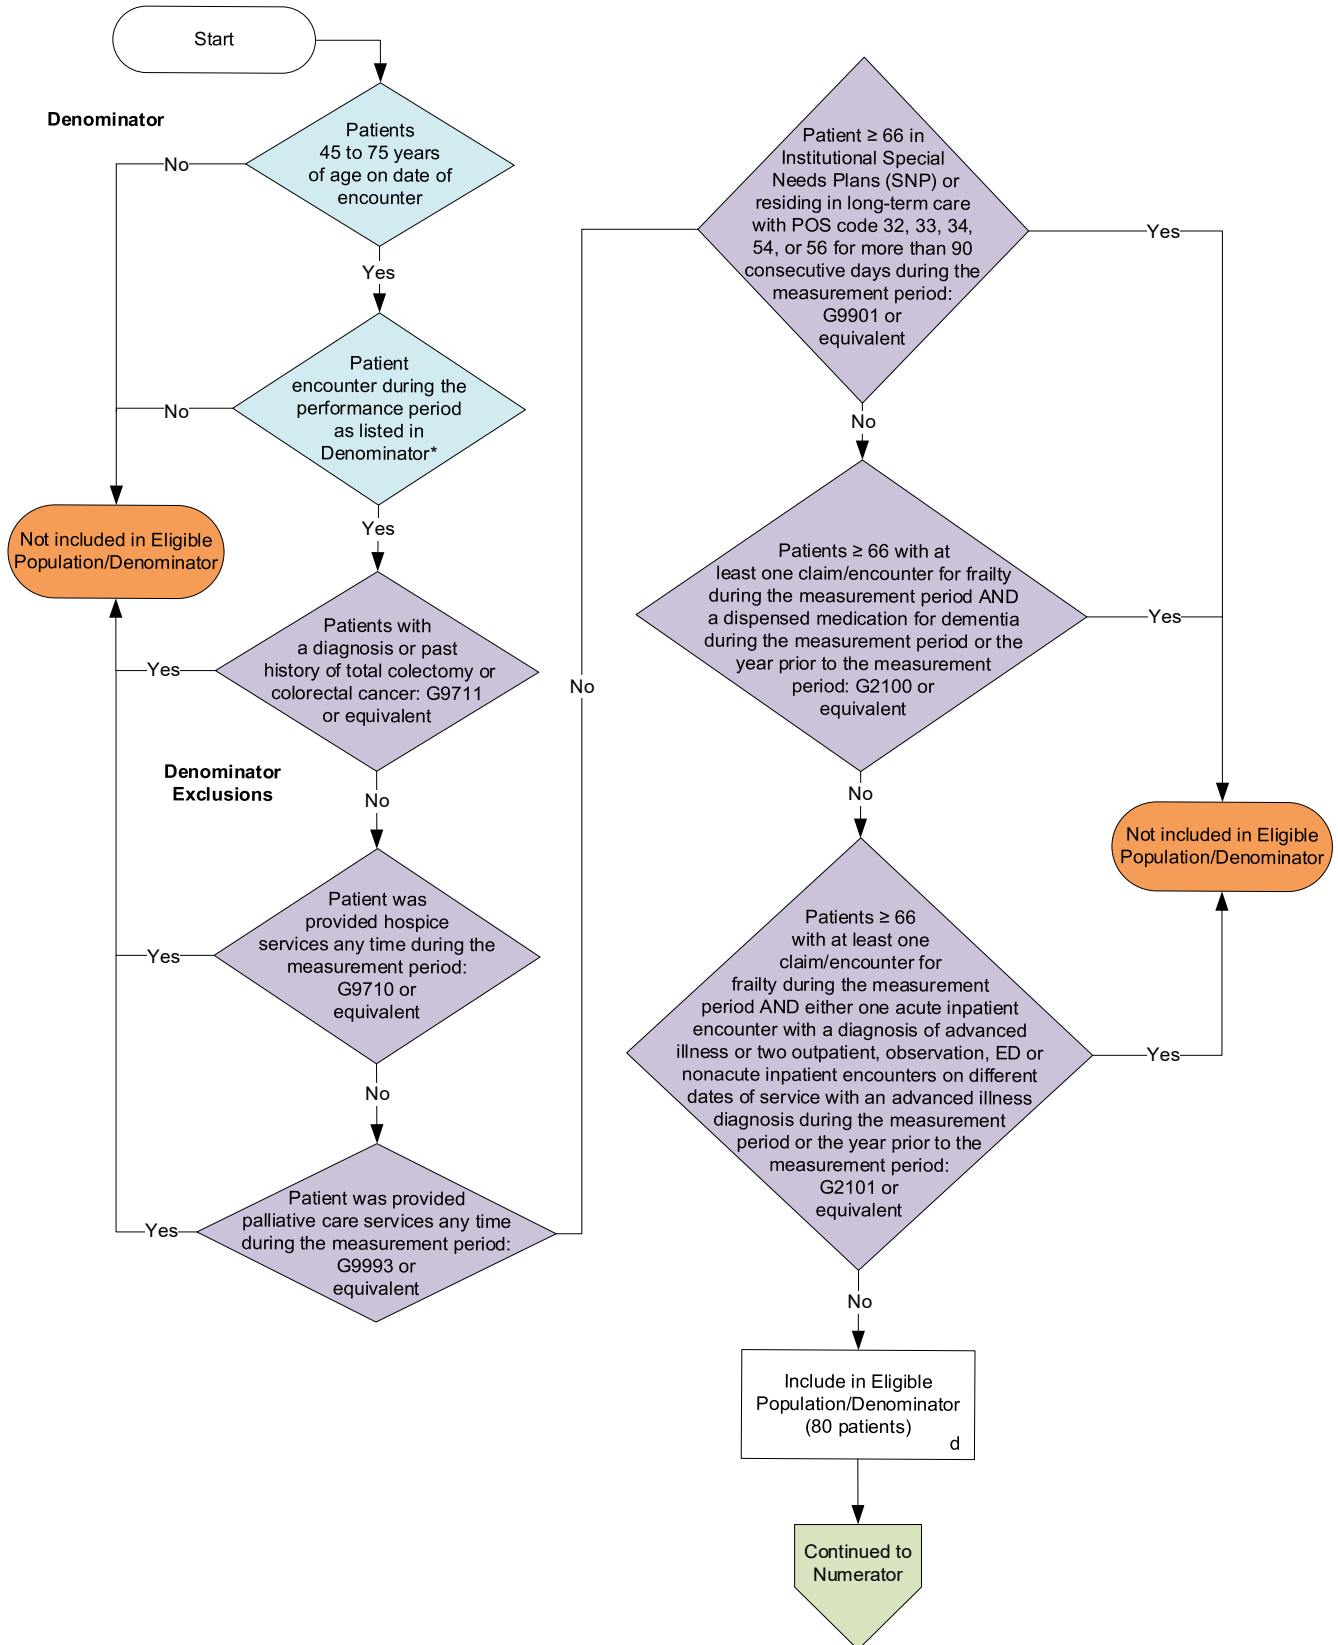 Start
Denominator
Patients
45 to 75 years
of age on date of
encounter
No
Yes
Patient
encounter during the
performance period
as listed in
Denominator*
No
Yes
Not included in Eligible
Population/Denominator
Patients with
a diagnosis or past
history of total colectomy or
colorectal cancer: G9711
or equivalent
Yes
Denominator
Exclusions
No
Patient was
provided hospice
services any time during the
measurement period:
G9710 or
equivalent
Yes
No
Patient was provided
palliative care services any time
during the measurement period:
G9993 or
equivalent
Yes
No
Patient ≥ 66 in
Institutional Special
Needs Plans (SNP) or
residing in long-term care
with POS code 32, 33, 34,
54, or 56 for more than 90
consecutive days during the
measurement period:
G9901 or
equivalent
Yes
No
Patients ≥ 66 with at
least one claim/encounter for frailty
during the measurement period AND
a dispensed medication for dementia
during the measurement period or the
year prior to the measurement
period: G2100 or
equivalent
Yes
No
Not included in Eligible
Population/Denominator
Patients ≥ 66
with at least one
claim/encounter for
frailty during the measurement
period AND either one acute inpatient
encounter with a diagnosis of advanced
illness or two outpatient, observation, ED or
nonacute inpatient encounters on different
dates of service with an advanced illness
diagnosis during the measurement
period or the year prior to the
measurement period:
G2101 or
equivalent
Yes
No
Include in Eligible
Population/Denominator
(80 patients)
d
Continued to
Numerator